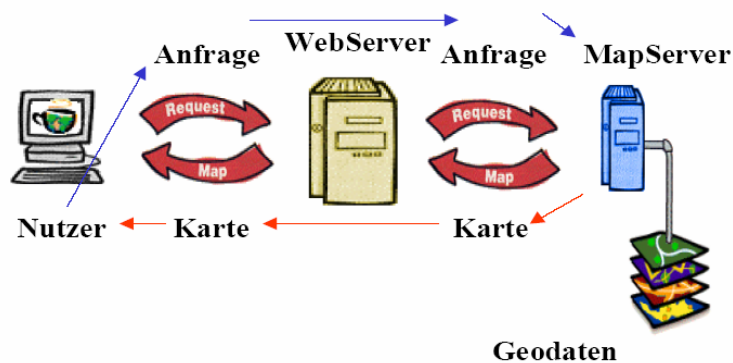 Anfrage
WebServer
Anfrage
MapServer
Request
Map
Request
Map
Nutzer
Karte
Karte
Geodaten